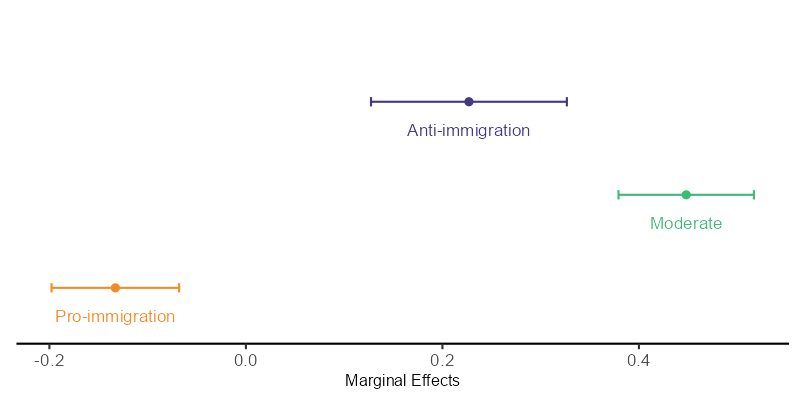 Anti-immigration
Moderate
Pro-immigration
-0.2 0.0 0.2 0.4
Marginal Effects